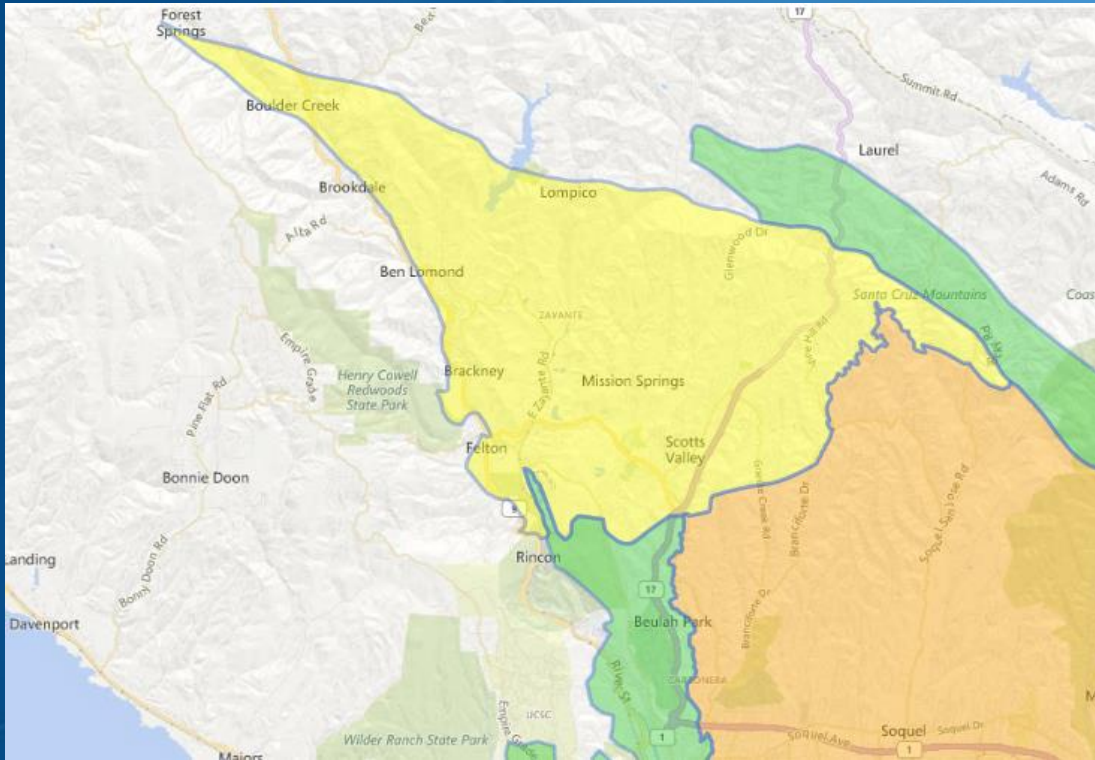 Forest
Springs
17
Boulder Creek
Summit Rd
Laurel
Adams Rd
Brookdale
Lompico
Alta Rd
Glenwood Dr
Ben Lomond
Santa Cruz Mountains
Coas
ZAYANTE
Empire Grade
E Zayante Rd
Brackney
Mission Springs
Henry Cowell
Redwoods
State Park
Pine Flat Rd
Felton
Scotts
Valley
Bonnie Doon
Granite Creek Rd
Branciforte Dr
Soquel San Jose Rd
9
Rincon
Landing
Bonny Doon Rd
17
Davenport
Beulah Park
Branciforte Dr
River St
CARBONERA
UCSC
Empire Grade
Wilder Ranch State Park
1
Soquel Ave
Soquel
Soquel Dr
1
Majors